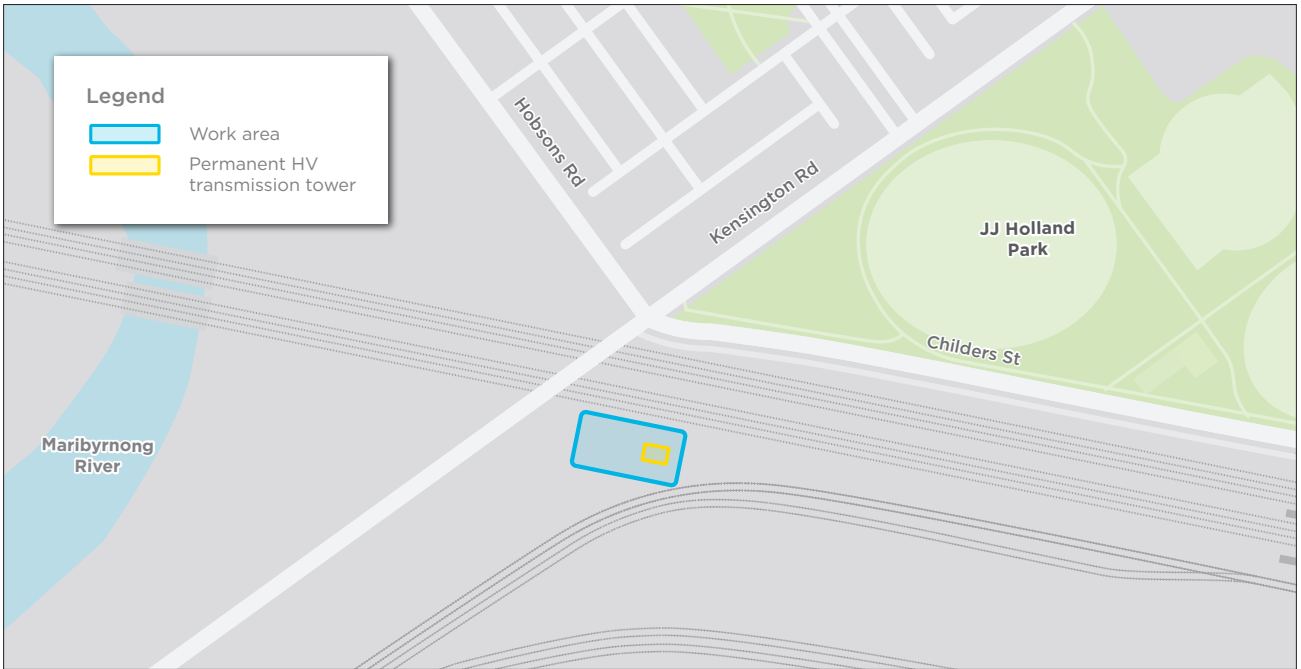 Legend
Work area
Permanent HV
transmission tower
Hobsons Rd
Kensington Rd
JJ Holland
Park
Childers St
Maribyrnong
River